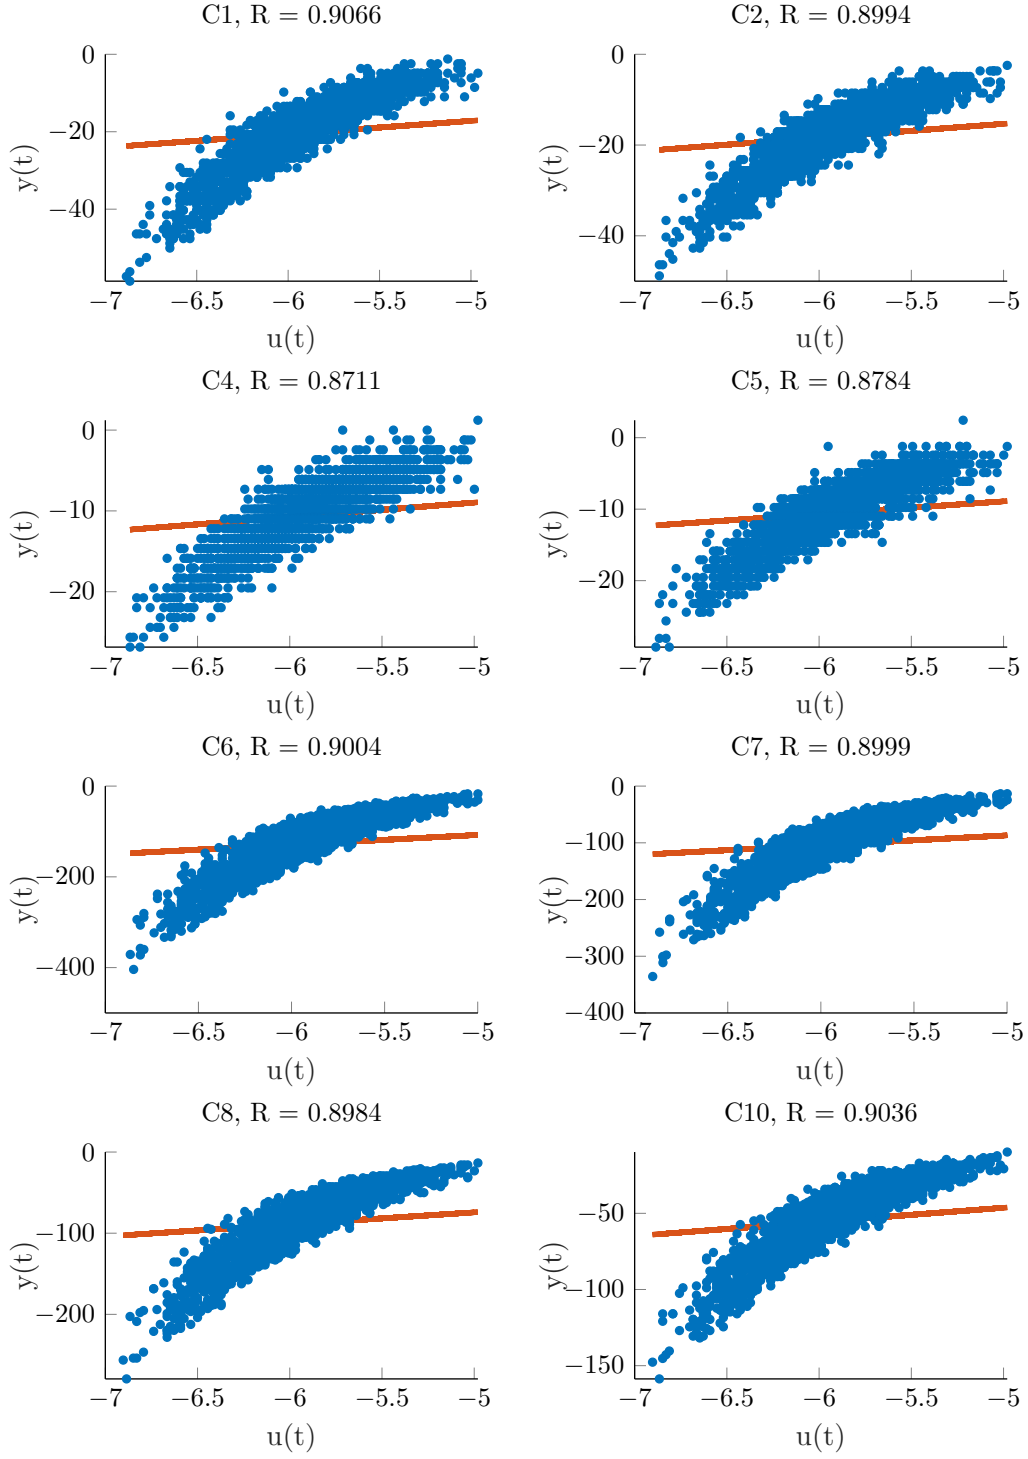 C1, R = 0.9066
0
−20
−40
y(t)
−7
−6.5
−6
−5.5
−5
u(t)
C2, R = 0.8994
0
−20
−40
y(t)
−7
−6.5
−6
−5.5
−5
u(t)
C4, R = 0.8711
0
−10
−20
y(t)
−7
−6.5
−6
−5.5
−5
u(t)
C5, R = 0.8784
0
−10
−20
y(t)
−7
−6.5
−6
−5.5
−5
u(t)
C6, R = 0.9004
0
−200
−400
y(t)
−7
−6.5
−6
−5.5
−5
u(t)
C7, R = 0.8999
0
−100
−200
−300
−400
y(t)
−7
−6.5
−6
−5.5
−5
u(t)
C8, R = 0.8984
0
−100
−200
y(t)
−7
−6.5
−6
−5.5
−5
u(t)
C10, R = 0.9036
−50
−100
−150
y(t)
−7
−6.5
−6
−5.5
−5
u(t)